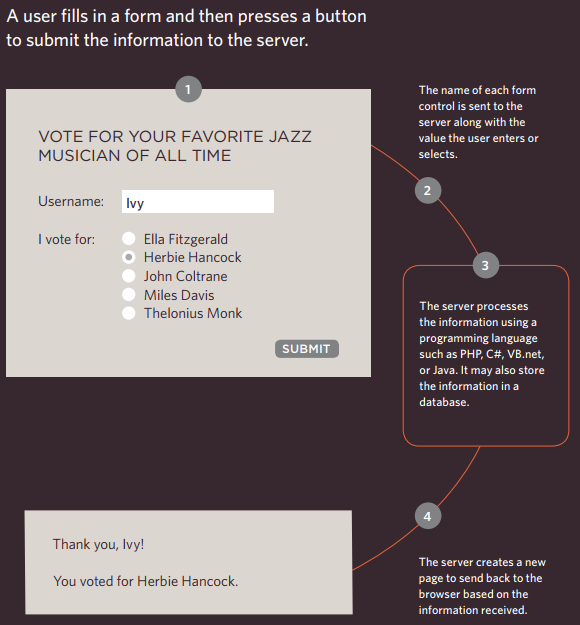 A user fills in a form and then presses a button
to submit the information to the server.
1
VOTE FOR YOUR FAVORITE JAZZ
MUSICIAN OF ALL TIME
Username: Ivy
I vote for: Ella Fitzgerald
Herbie Hancock
John Coltrane
Miles Davis
Thelonius Monk
SUBMIT
The name of each form
control is sent to the
server along with the
value the user enters or
selects.
2
3
The server processes
the information using a
programming language
such as PHP, C#, VB.net,
or Java. It may also store
the information in a
database.
4
Thank you, Ivy!
You voted for Herbie Hancock.
The server creates a new
page to send back to the
browser based on the
information received.